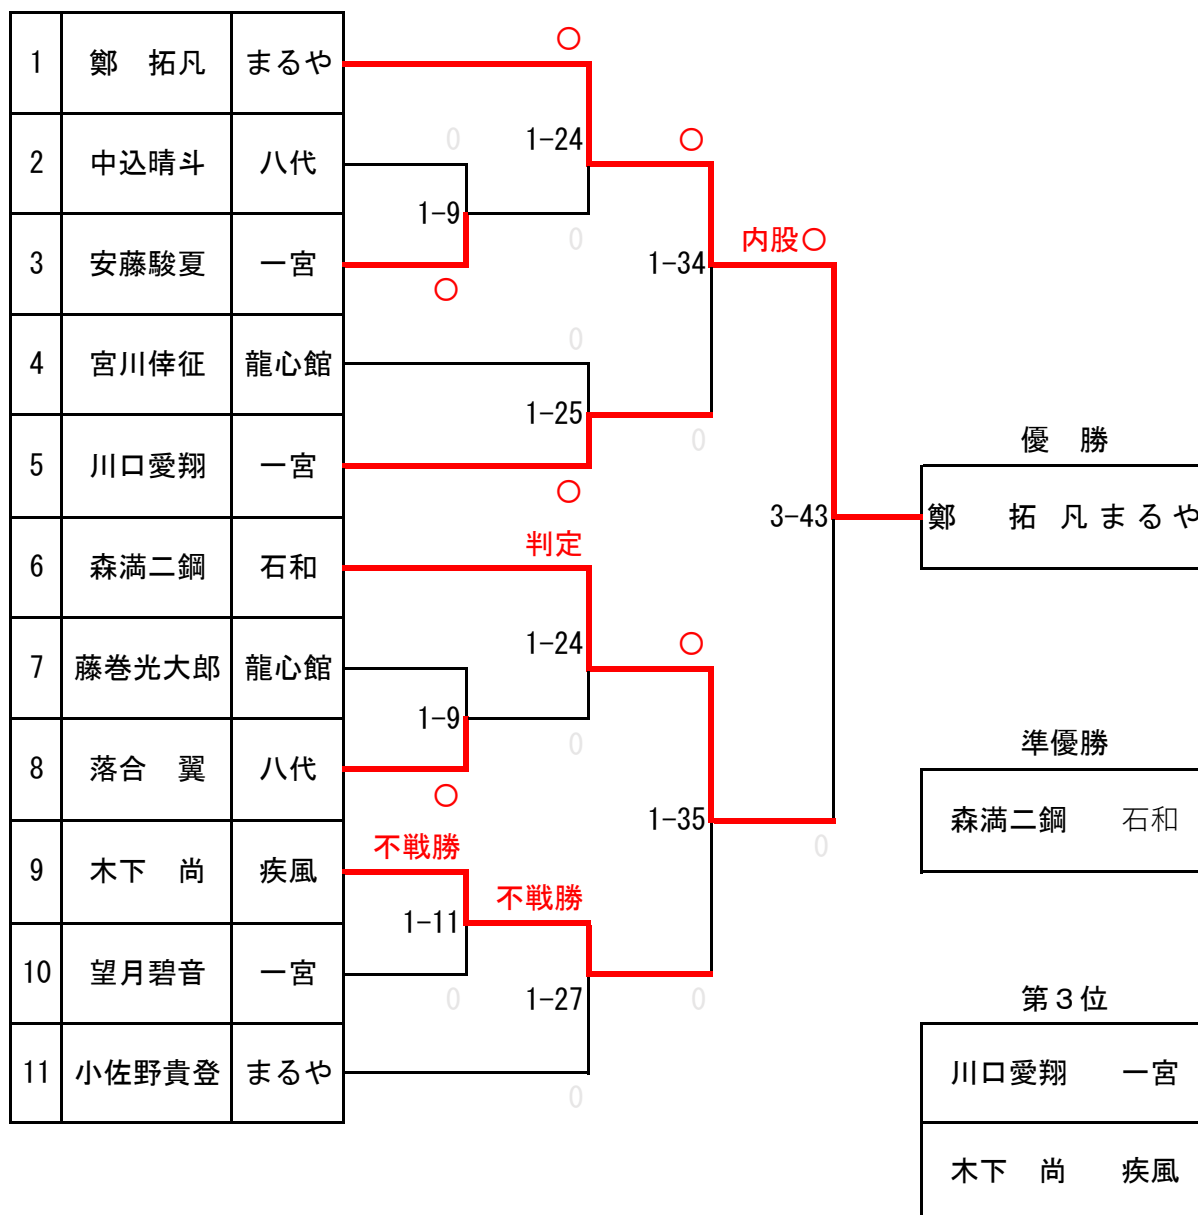 1 鄭　拓凡 まるや
○
2 中込晴斗 八代
0
1-24
○
1-9
0
3 安藤駿夏 一宮
○
内股○
1-34
4 宮川倖征 龍心館
0
1-25
0
5 川口愛翔 一宮
○
優　勝
鄭　拓凡まるや
3-43
6 森満二鋼 石和
判定
1-24
○
7 藤巻光大郎 龍心館
1-9
0
8 落合　翼 八代
○
準優勝
森満二鋼　石和
1-35
0
9 木下　尚 疾風
不戦勝
不戦勝
1-11
10 望月碧音 一宮
0
1-27
0
第３位
川口愛翔　一宮
11 小佐野貴登 まるや
0
木下　尚　疾風